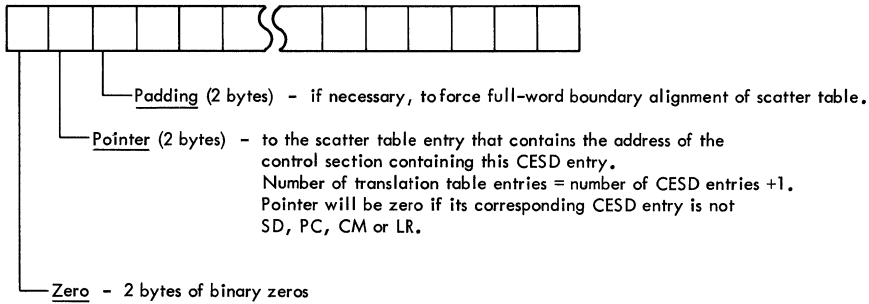 Padding (2 bytes) - if necessary, to force full-word boundary alignment of scatter table.
Pointer (2 bytes) - to the scatter table entry that contains the address of the
control section containing this CESD entry.
Number of translation table entries = number of CESD entries +1.
Pointer will be zero if its corresponding CESD entry is not
SD, PC, CM or LR.
Zero - 2 bytes of binary zeros